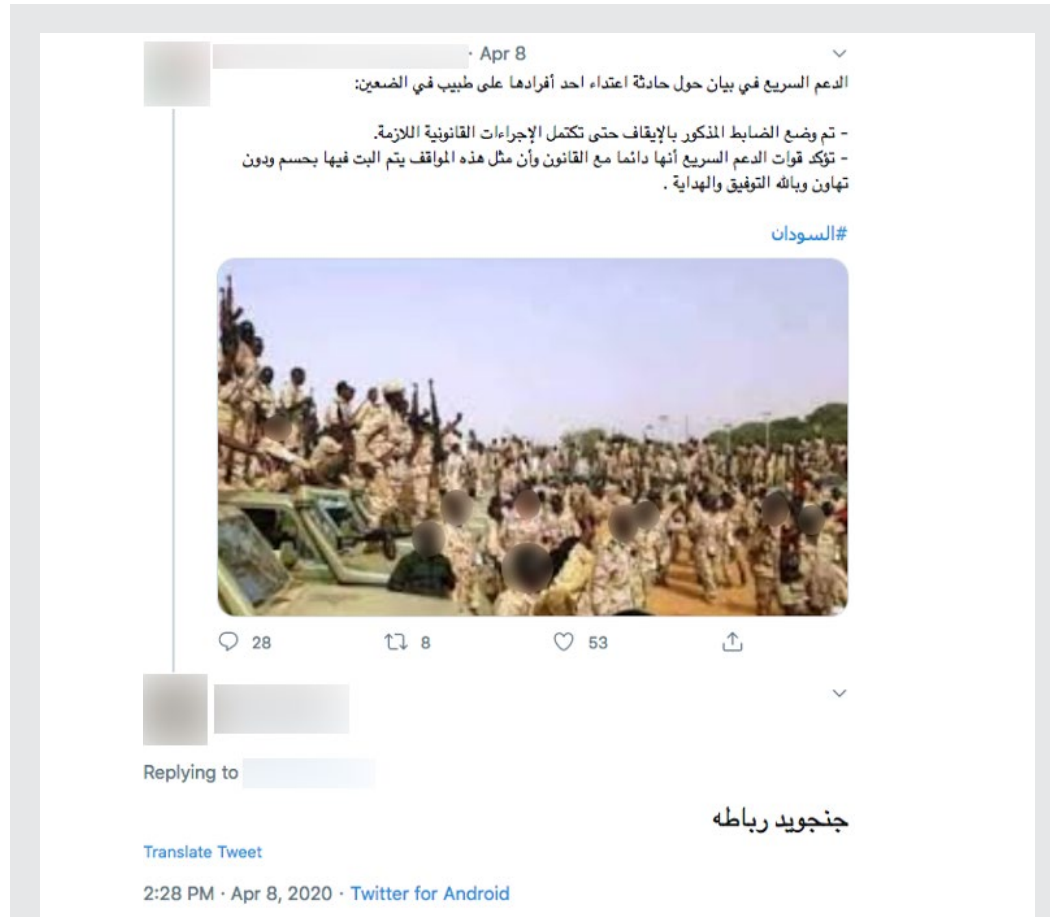 · Apr 8
الدعم السريع في بيان حول حادثة اعتداء احد أفرادها على طبيب في الضعين:
- تم وضع الضابط المذكور بالإيقاف حتى تكتمل الإجراءات القانونية اللازمة.
- تؤكد قوات الدعم السريع أنها دائما مع القانون وأن مثل هذه المواقف يتم البت فيها بحسم ودون
تهاون وبالله التوفيق والهداية .
#السودان
28 8 53
Replying to
جنجويد رباطه
Translate Tweet
2:28 PM · Apr 8, 2020 · Twitter for Android